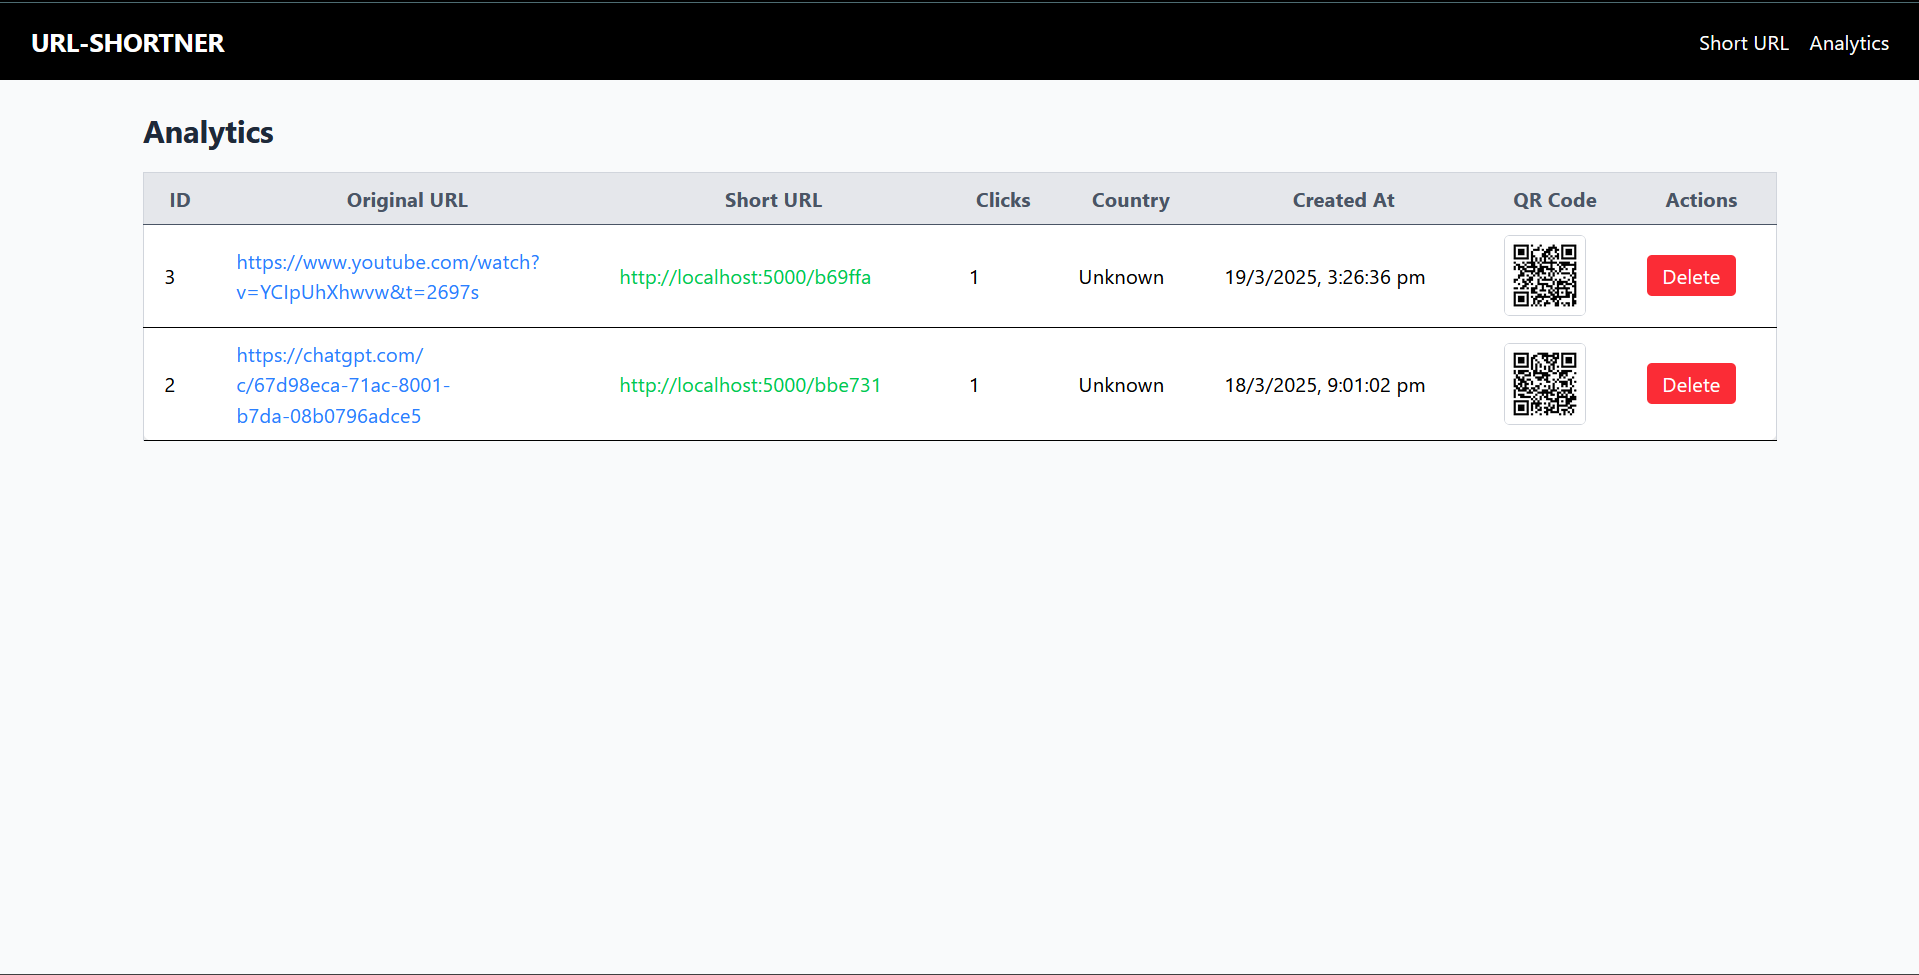 URL-SHORTNER
Short URL Analytics
Analytics
ID Original URL Short URL Clicks Country Created At QR Code Actions
3 https://www.youtube.com/watch?
v=YCIpUhXhwvw&t=2697s http://localhost:5000/b69ffa 1 Unknown 19/3/2025, 3:26:36 pm Delete
2 https://chatgpt.com/
c/67d98eca-71ac-8001-
b7da-08b0796adce5 http://localhost:5000/bbe731 1 Unknown 18/3/2025, 9:01:02 pm Delete